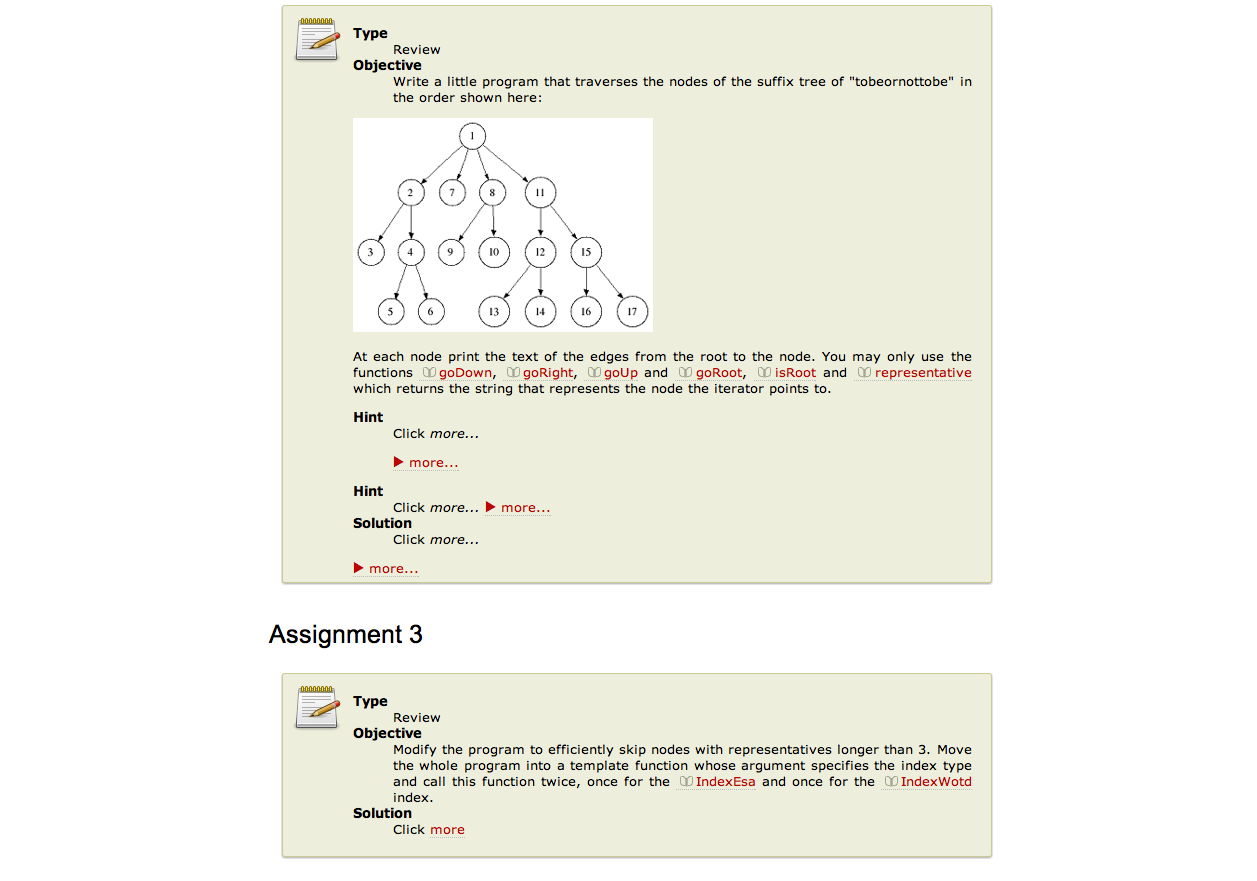 Type
Review
Objective
Write a little program that traverses the nodes of the suffix tree of "tobeornottobe" in
the order shown here:
1
2 7 8 11
3 4 9 10 12 15
5 6 13 14 16 17
At each node print the text of the edges from the root to the node. You may only use the
functions goDown, goRight, goUp and goRoot, isRoot and representative
which returns the string that represents the node the iterator points to.
Hint
Click more...
more...
Hint
Click more... more...
Solution
Click more...
more...
Assignment 3
Type
Review
Objective
Modify the program to efficiently skip nodes with representatives longer than 3. Move
the whole program into a template function whose argument specifies the index type
and call this function twice, once for the IndexEsa and once for the IndexWotd
index.
Solution
Click more